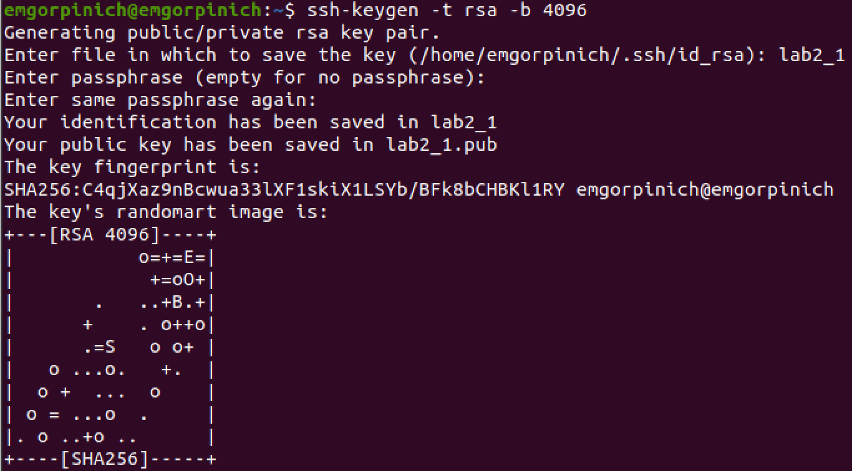 emgorpinich@emgorpinich:~$ ssh-keygen -t rsa -b 4096
Generating public/private rsa key pair.
Enter file in which to save the key (/home/emgorpinich/.ssh/id_rsa): lab2_1
Enter passphrase (empty for no passphrase):
Enter same passphrase again:
Your identification has been saved in lab2_1
Your public key has been saved in lab2_1.pub
The key fingerprint is:
SHA256:C4qjXaz9nBcwua33lXF1skiX1LSYb/BFk8bCHBKl1RY emgorpinich@emgorpinich
The key's randomart image is:
+---[RSA 4096]----+
|           o=+=E=|
|            +=oO+|
|       .   ..+B.+|
|      +    . o++o|
|      .=S   o o+ |
|   o ...o.   +.  |
|  o +  ...  o    |
| o = ...o  .     |
|. o ..+o ..      |
+----[SHA256]-----+